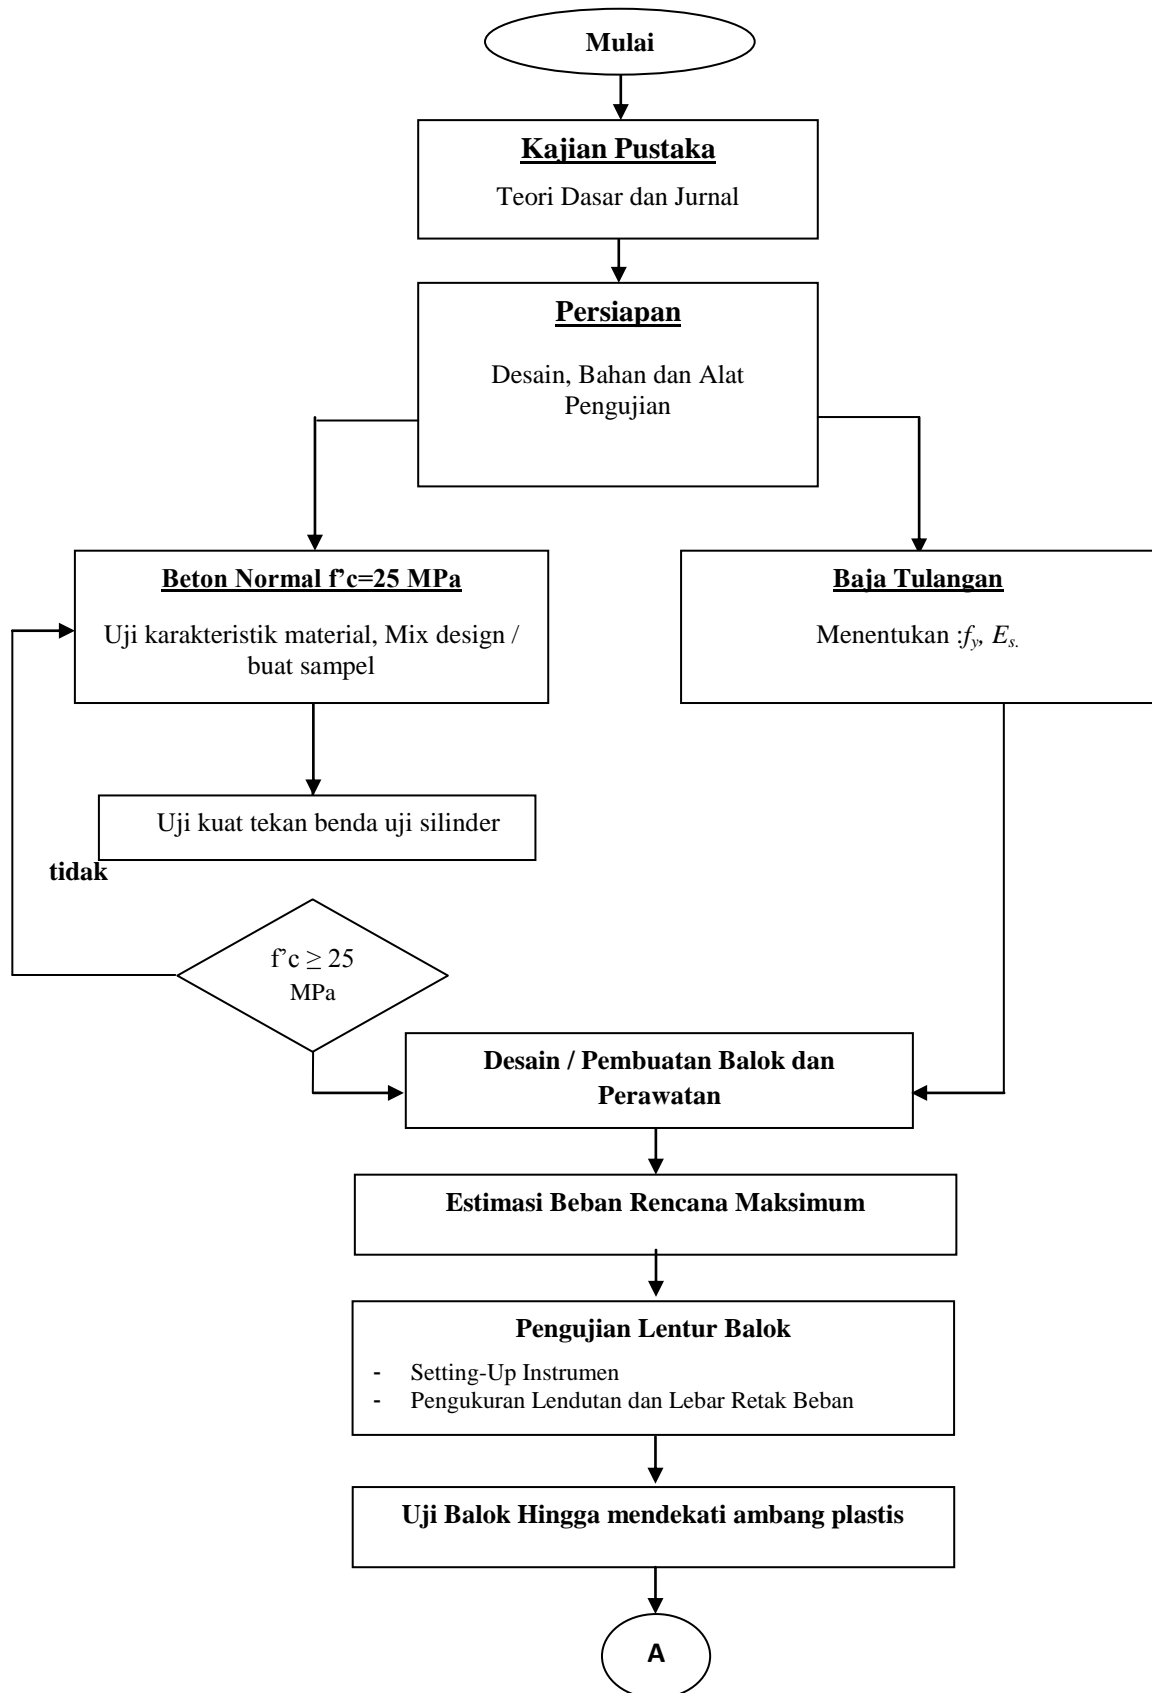 Mulai
Kajian Pustaka
Teori Dasar dan Jurnal
Persiapan
Desain, Bahan dan Alat
Pengujian
Beton Normal f’c=25 MPa
Uji karakteristik material, Mix design /
buat sampel
Baja Tulangan
Menentukan :fy, Es.
Uji kuat tekan benda uji silinder
tidak
f’c ≥ 25
MPa
Desain / Pembuatan Balok dan
Perawatan
Estimasi Beban Rencana Maksimum
Pengujian Lentur Balok
- Setting-Up Instrumen
- Pengukuran Lendutan dan Lebar Retak Beban
Uji Balok Hingga mendekati ambang plastis
A